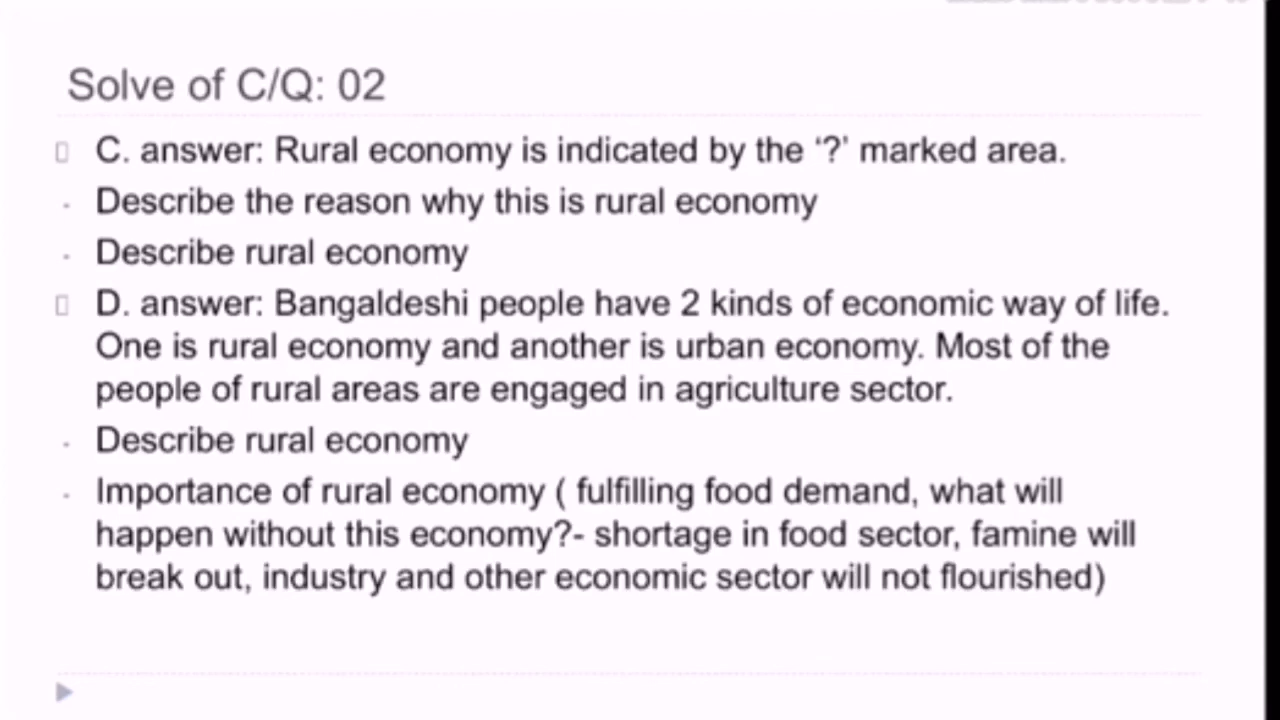 Solve of C/Q: 02
C. answer: Rural economy is indicated by the ‘?’ marked area.
Describe the reason why this is rural economy
Describe rural economy
D. answer: Bangaldeshi people have 2 kinds of economic way of life.
One is rural economy and another is urban economy. Most of the
people of rural areas are engaged in agriculture sector.
Describe rural economy
Importance of rural economy ( fulfilling food demand, what will
happen without this economy?- shortage in food sector, famine will
break out, industry and other economic sector will not flourished)